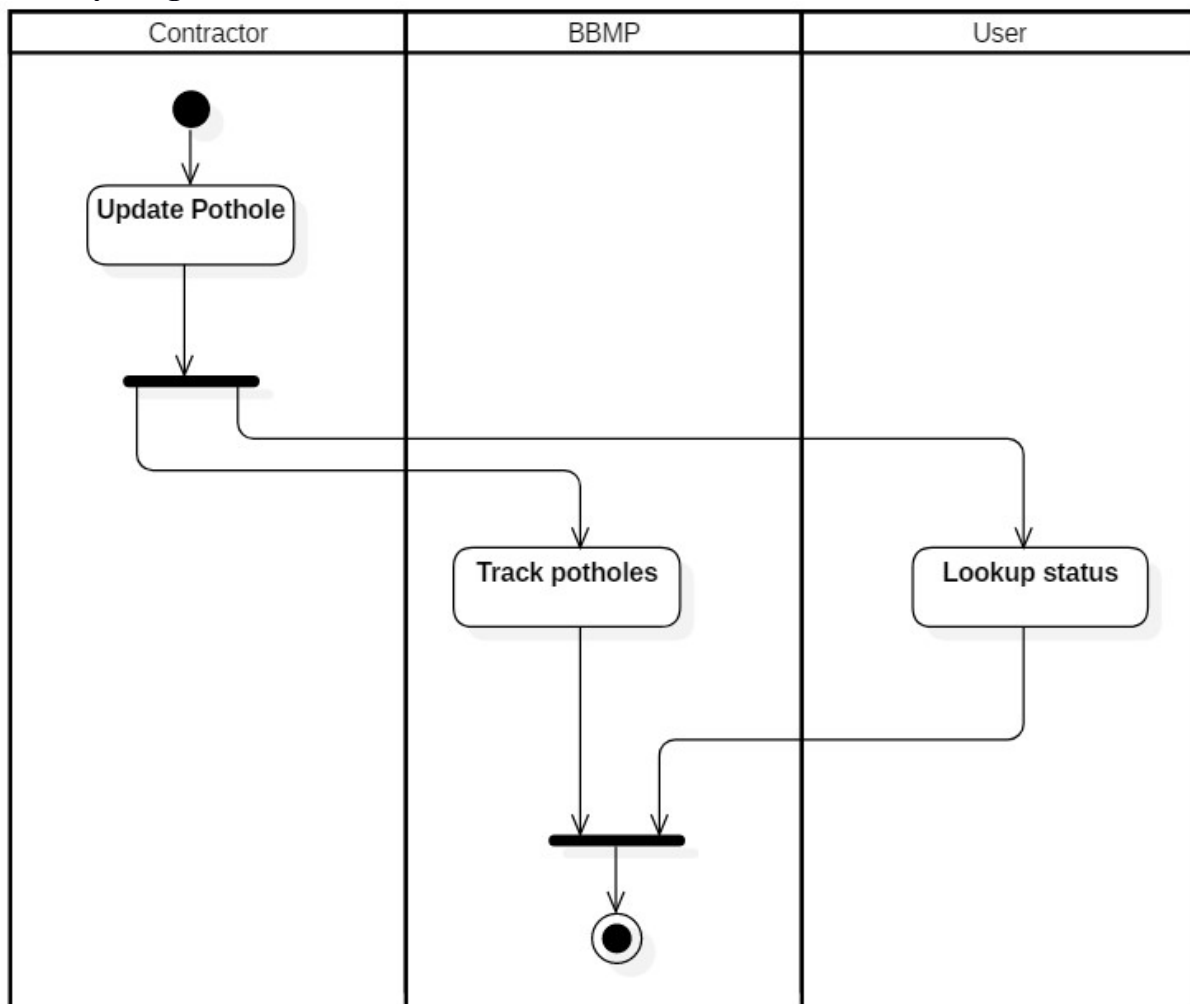 Contractor
BBMP
User
Update Pothole
Track potholes
Lookup status